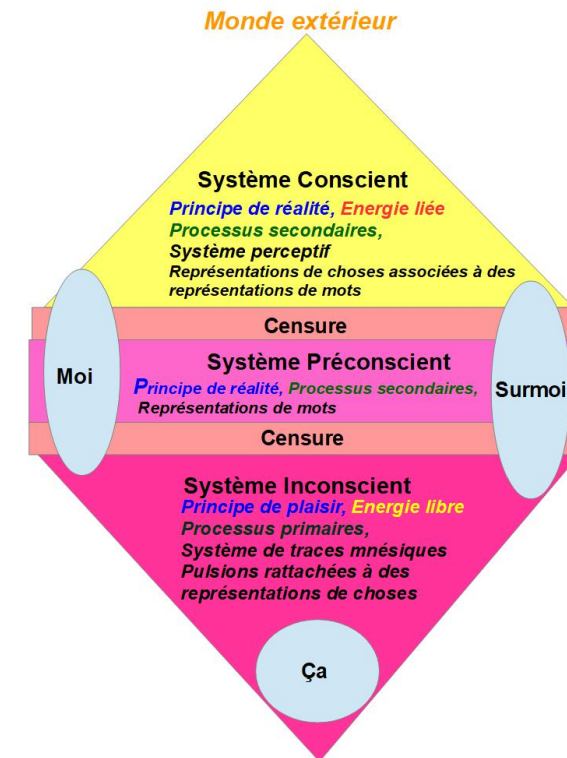 Monde extérieur
Système Conscient
Principe de réalité, Energie liée
Processus secondaires,
Système perceptif
Représentations de choses associées à des
représentations de mots
Censure
Moi
Système Préconscient
Principe de réalité, Processus secondaires,
Représentations de mots
Surmoi
Censure
Système Inconscient
Principe de plaisir, Energie libre
Processus primaires,
Système de traces mnésiques
Pulsions rattachées à des
représentations de choses
Ça